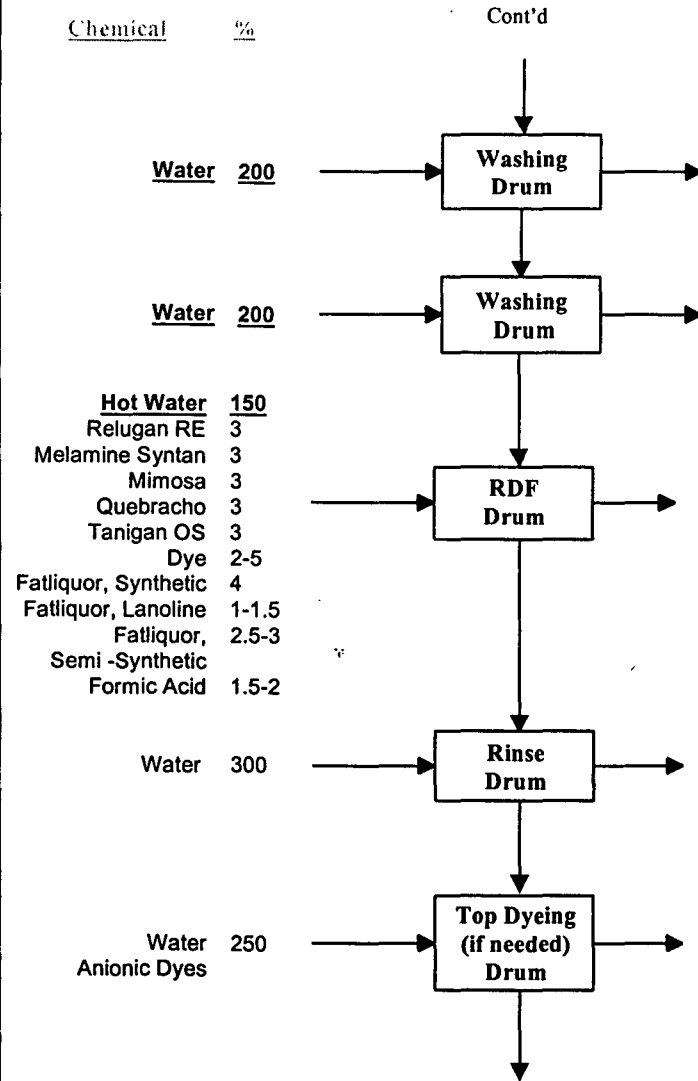 Chemical %
Cont'd
Water 200
Washing
Drum
Water 200
Washing
Drum
Hot Water 150
Relugan RE 3
Melamine Syntan 3
Mimosa 3
Quebracho 3
Tanigan OS 3
Dye 2-5
Fatliquor, Synthetic 4
Fatliquor, Lanoline 1-1.5
Fatliquor, 2.5-3
Semi -Synthetic
Formic Acid 1.5-2
RDF
Drum
Water 300
Rinse
Drum
Water 250
Anionic Dyes
Top Dyeing
(if needed)
Drum